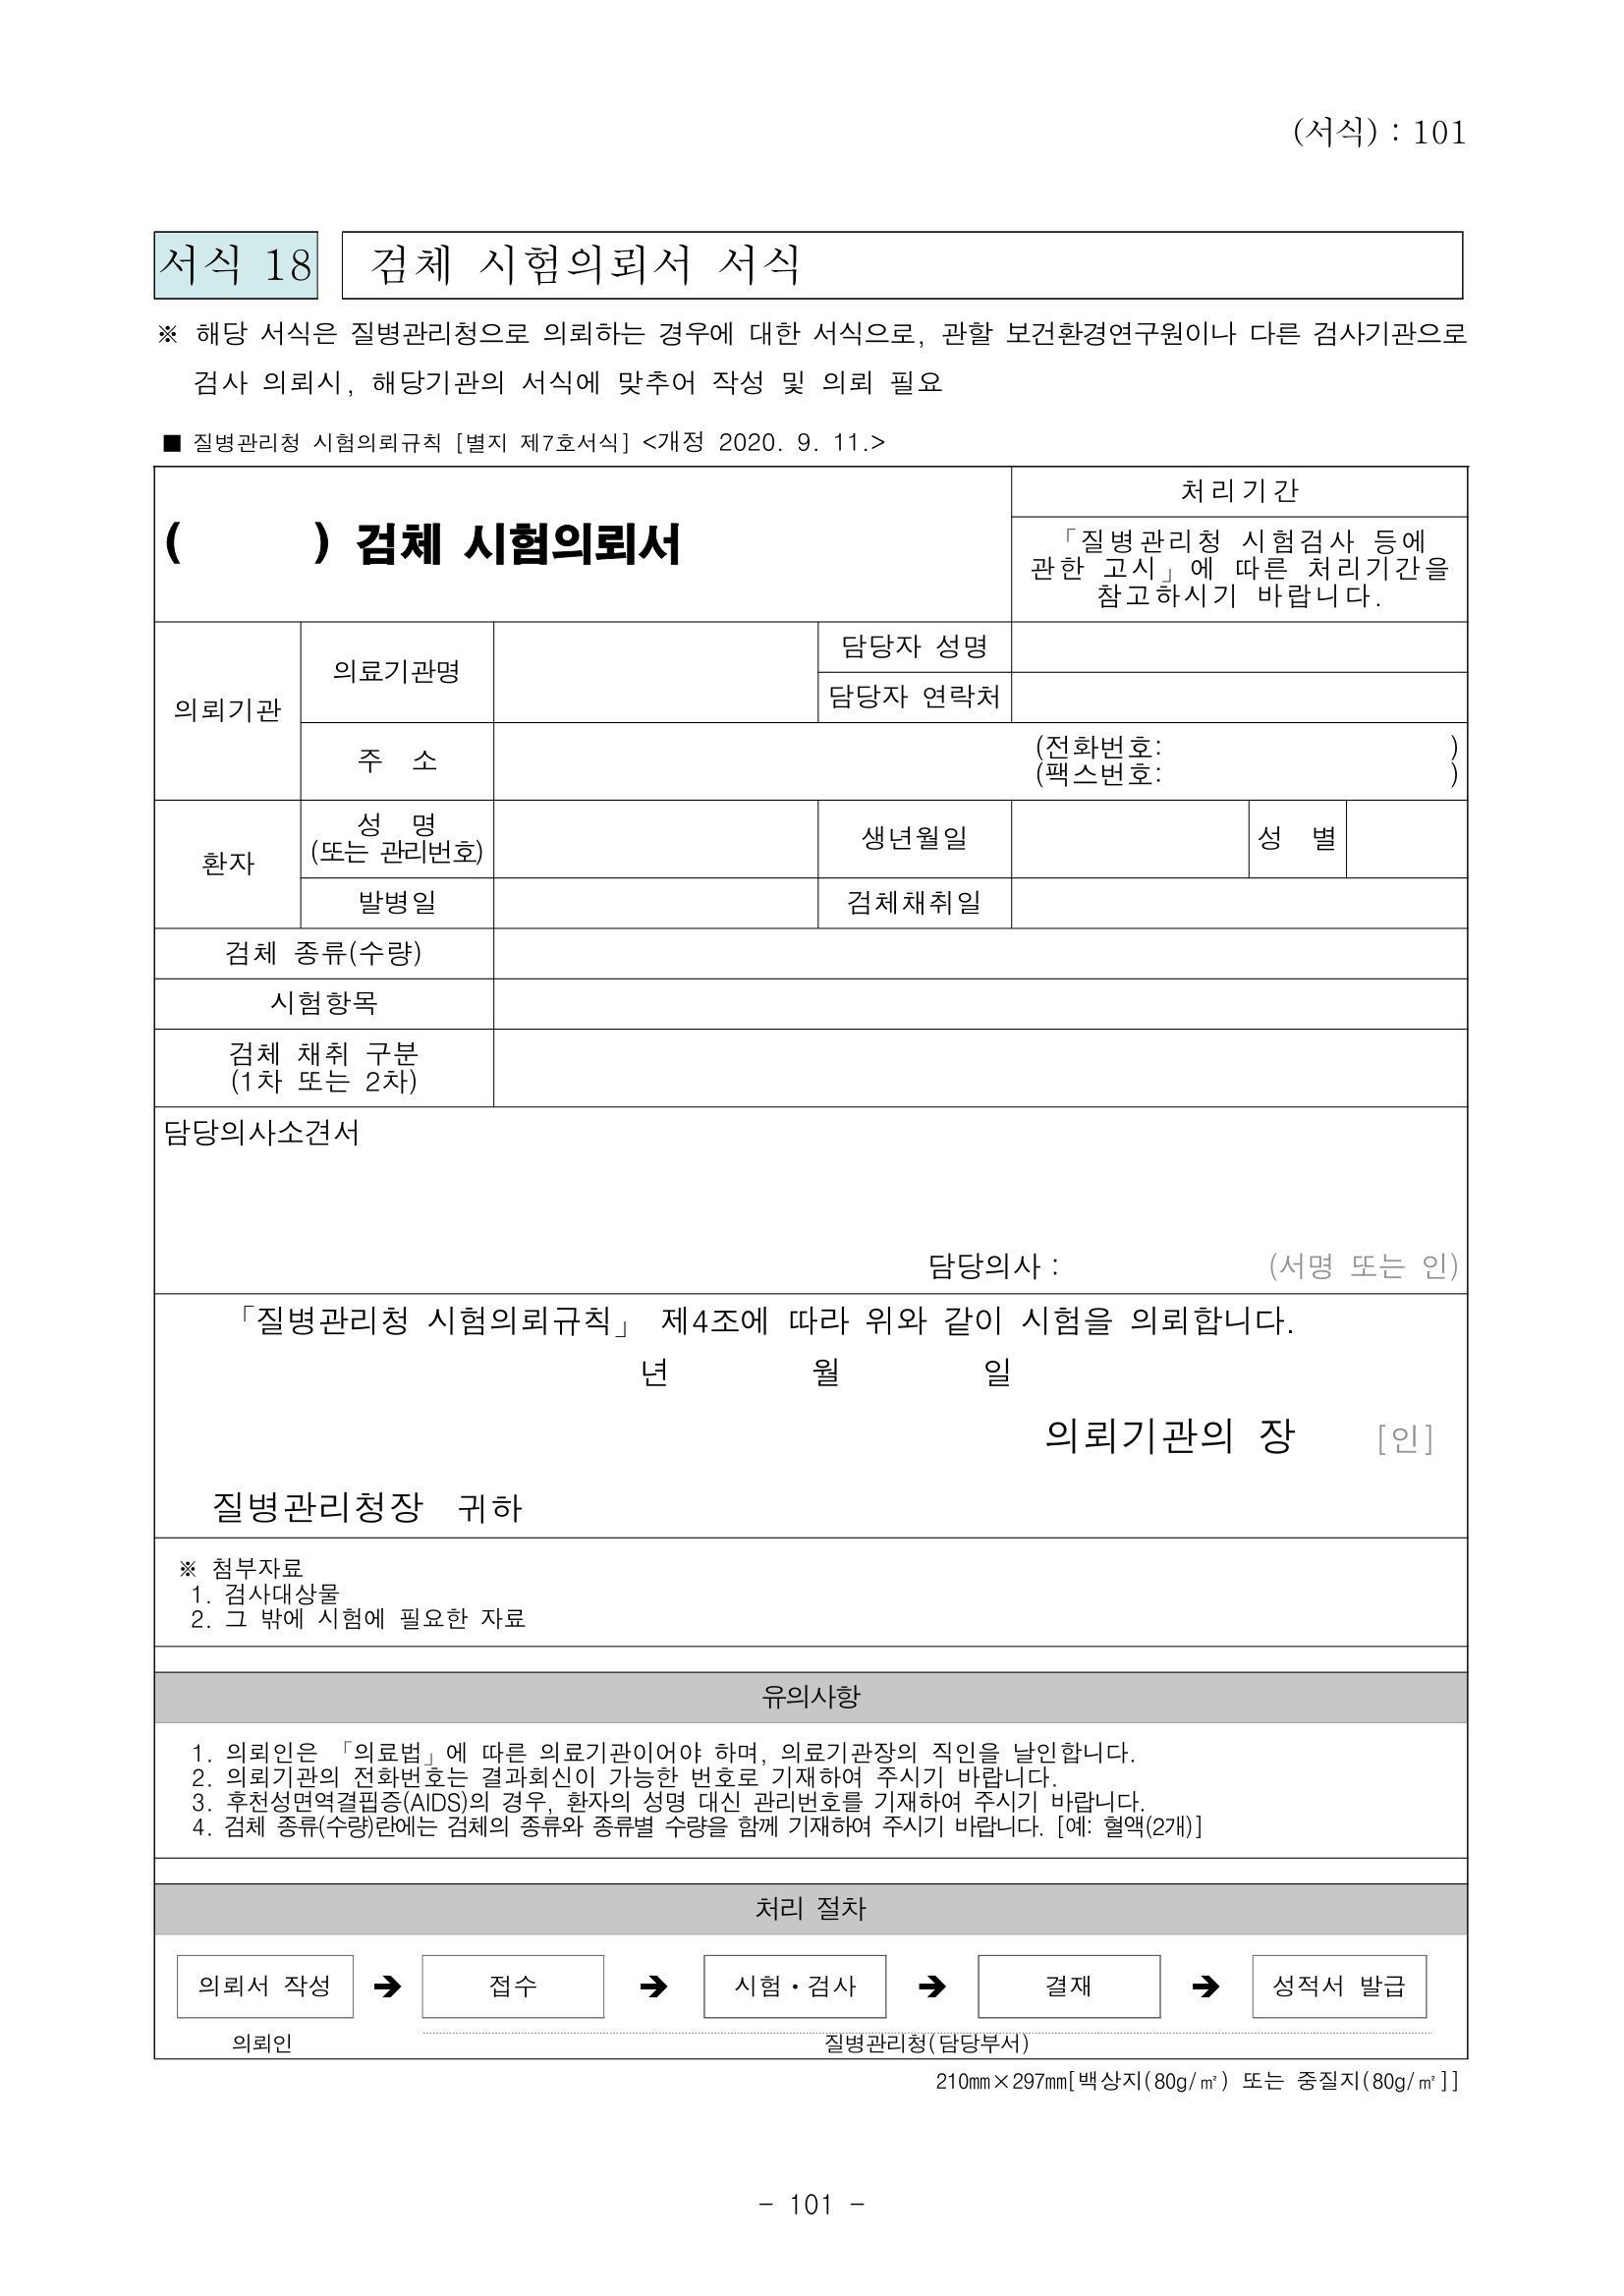 (서식) : 101
서식 18 검체 시험의뢰서 서식
※ 해당 서식은 질병관리청으로 의뢰하는 경우에 대한 서식으로, 관할 보건환경연구원이나 다른 검사기관으로
검사 의뢰시, 해당기관의 서식에 맞추어 작성 및 의뢰 필요
■ 질병관리청 시험의뢰규칙 [별지 제7호서식] <개정 2020. 9. 11.>
( ) 검체 시험의뢰서
처리기간
「질병관리청 시험검사 등에
관한 고시」에 따른 처리기간을
참고하시기 바랍니다.
의뢰기관
의료기관명
담당자 성명
담당자 연락처
주 소
(전화번호: )
(팩스번호: )
환자
성 명
(또는 관리번호)
생년월일
성 별
발병일
검체채취일
검체 종류(수량)
시험항목
검체 채취 구분
(1차 또는 2차)
담당의사소견서
담당의사 : (서명 또는 인)
「질병관리청 시험의뢰규칙」 제4조에 따라 위와 같이 시험을 의뢰합니다.
년 월 일
의뢰기관의 장 [인]
질병관리청장 귀하
※ 첨부자료
1. 검사대상물
2. 그 밖에 시험에 필요한 자료
유의사항
1. 의뢰인은 「의료법」에 따른 의료기관이어야 하며, 의료기관장의 직인을 날인합니다.
2. 의뢰기관의 전화번호는 결과회신이 가능한 번호로 기재하여 주시기 바랍니다.
3. 후천성면역결핍증(AIDS)의 경우, 환자의 성명 대신 관리번호를 기재하여 주시기 바랍니다.
4. 검체 종류(수량)란에는 검체의 종류와 종류별 수량을 함께 기재하여 주시기 바랍니다. [예: 혈액(2개)]
처리 절차
의뢰서 작성 ➔ 접수 ➔ 시험·검사 ➔ 결재 ➔ 성적서 발급
의뢰인 질병관리청(담당부서)
210㎜×297㎜[백상지(80g/㎡) 또는 중질지(80g/㎡]]
- 101 -